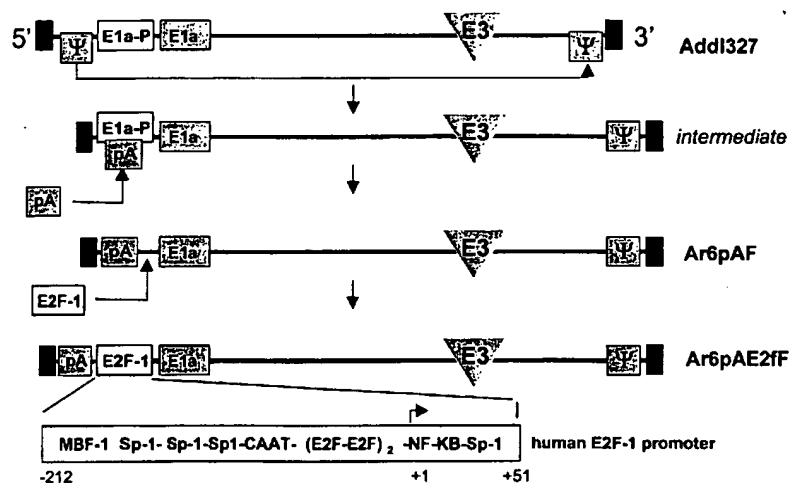 5' Ψ E1a-P E1a E3 Ψ 3' Addl327
E1a-P pA E1a E3 Ψ intermediate
pA
pA E1a E3 Ψ Ar6pAF
E2F-1
pA E2F-1 E1a E3 Ψ Ar6pAE2fF
MBF-1 Sp-1- Sp-1-Sp1-CAAT- (E2F-E2F) 2 -NF-KB-Sp-1 human E2F-1 promoter
-212 +1 +51